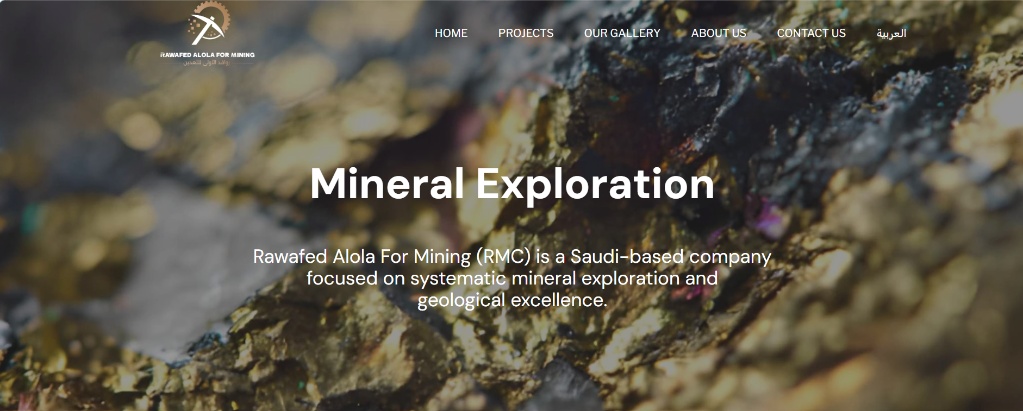 RAWAFED ALOLA FOR MINING
HOME PROJECTS OUR GALLERY ABOUT US CONTACT US العربية
Mineral Exploration
Rawafed Alola For Mining (RMC) is a Saudi-based company
focused on systematic mineral exploration and
geological excellence.